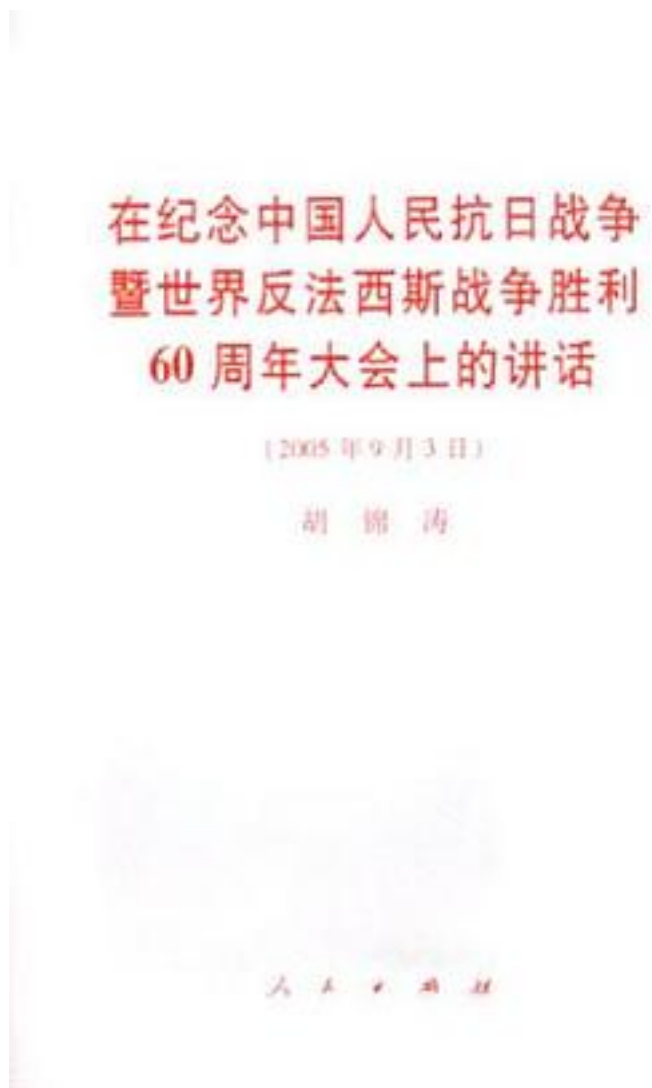 在纪念中国人民抗日战争
暨世界反法西斯战争胜利
60 周年大会上的讲话
(2005年9月3日)
胡 锦 涛
人 民 出 版 社